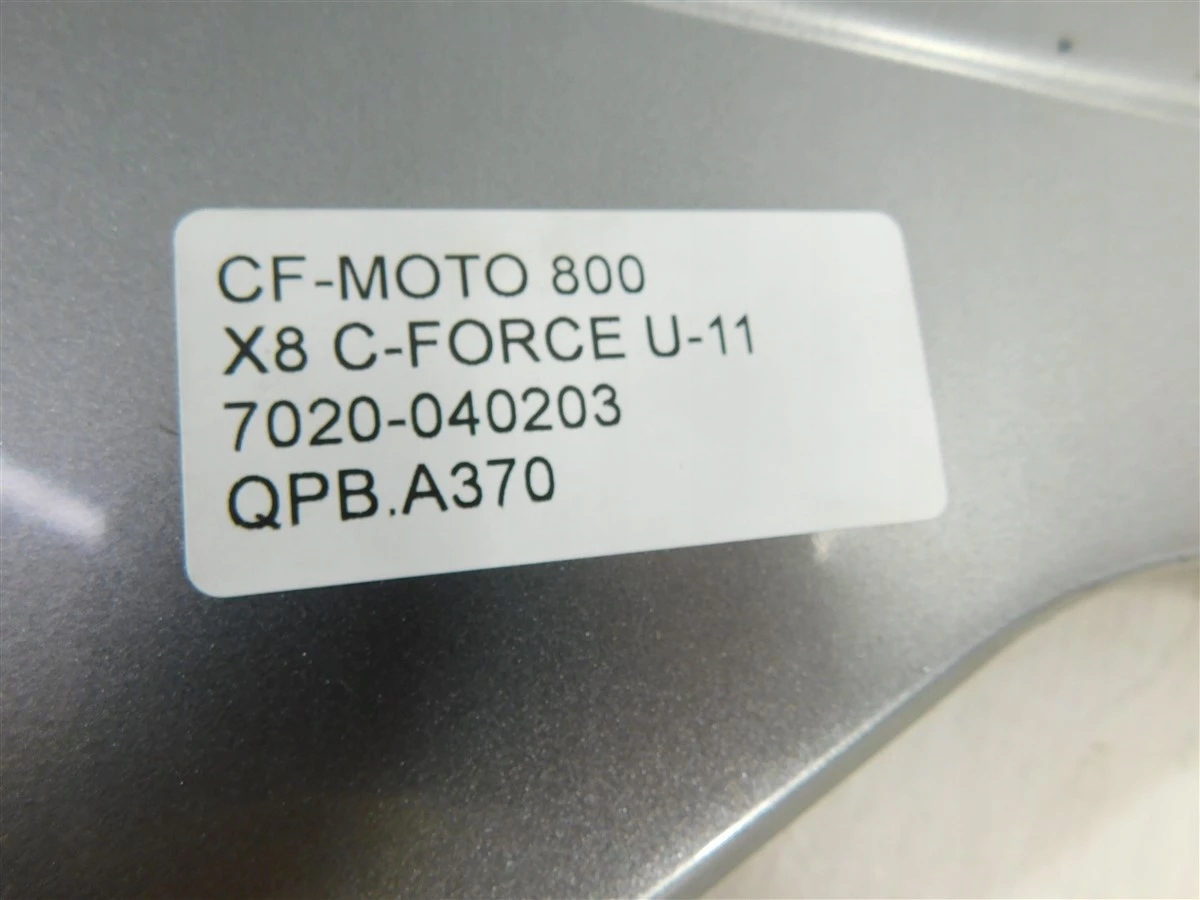 CF-MOTO 800
X8 C-FORCE U-11
7020-040203
QPB.A370